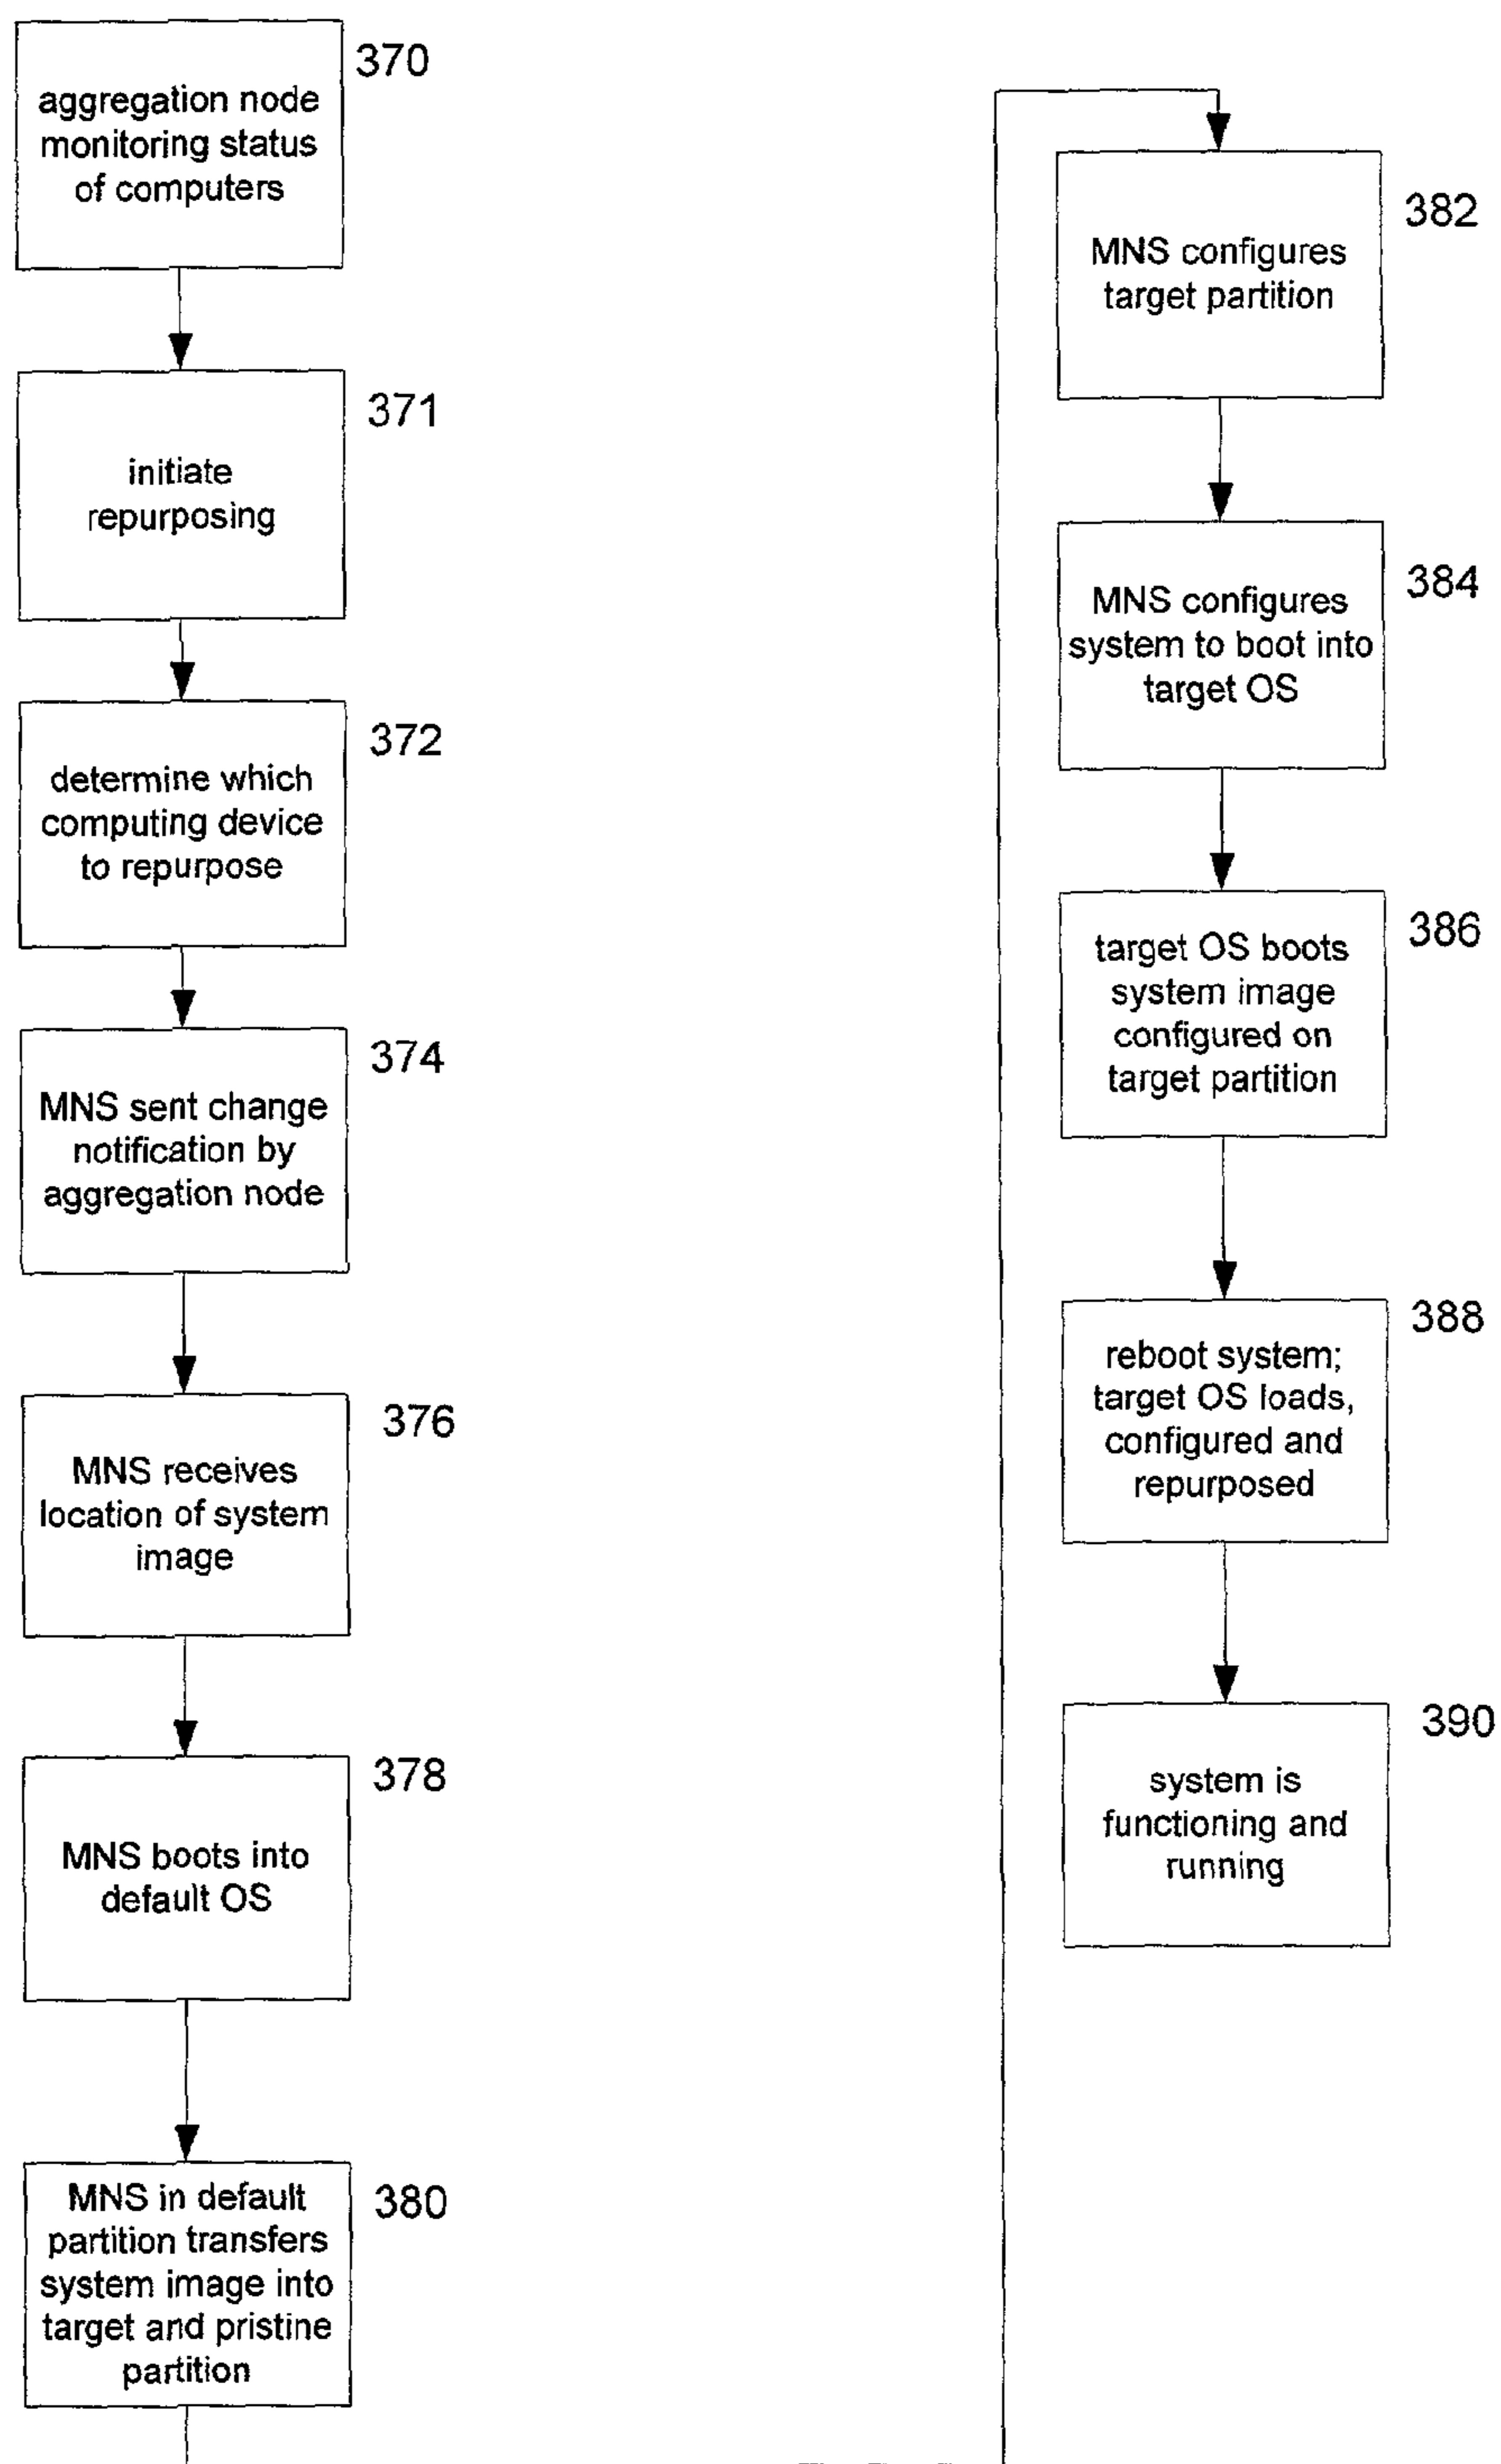 370
aggregation node
monitoring status
of computers
371
initiate
repurposing
372
determine which
computing device
to repurpose
374
MNS sent change
notification by
aggregation node
376
MNS receives
location of system
image
378
MNS boots into
default OS
380
MNS in default
partition transfers
system image into
target and pristine
partition
382
MNS configures
target partition
384
MNS configures
system to boot into
target OS
386
target OS boots
system image
configured on
target partition
388
reboot system;
target OS loads,
configured and
repurposed
390
system is
functioning and
running